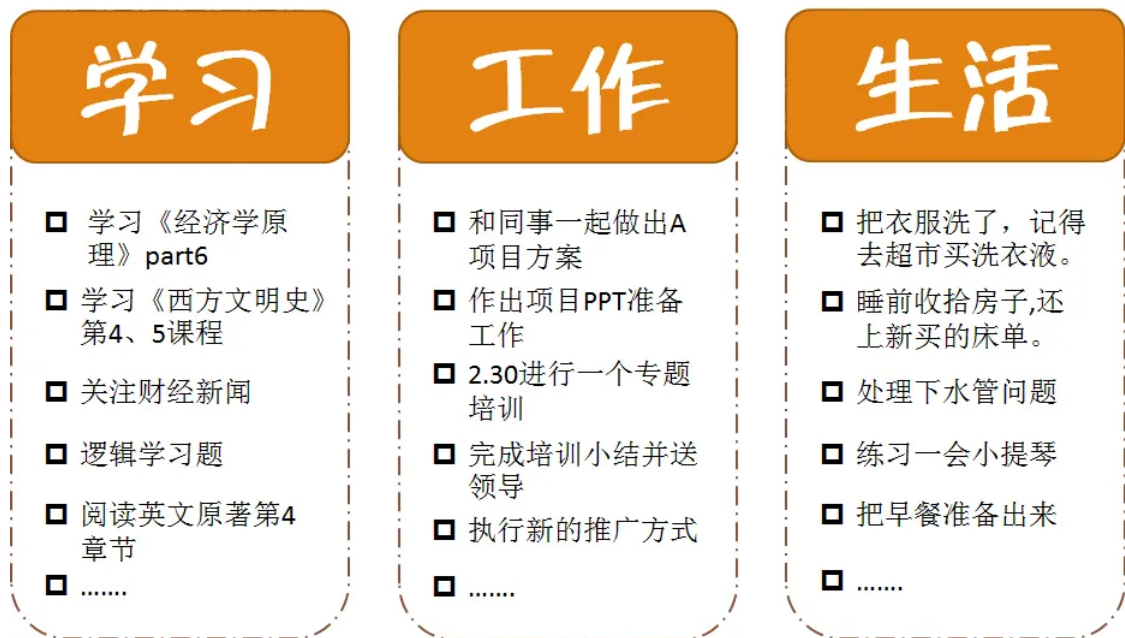 学习
学习《经济学原
理》part6
学习《西方文明史》
第4、5课程
关注财经新闻
逻辑学习题
阅读英文原著第4
章节
.......
工作
和同事一起做出A
项目方案
作出项目PPT准备
工作
2.30进行一个专题
培训
完成培训小结并送
领导
执行新的推广方式
.......
生活
把衣服洗了，记得
去超市买洗衣液。
睡前收拾房子,还
上新买的床单。
处理下水管问题
练习一会小提琴
把早餐准备出来
.......